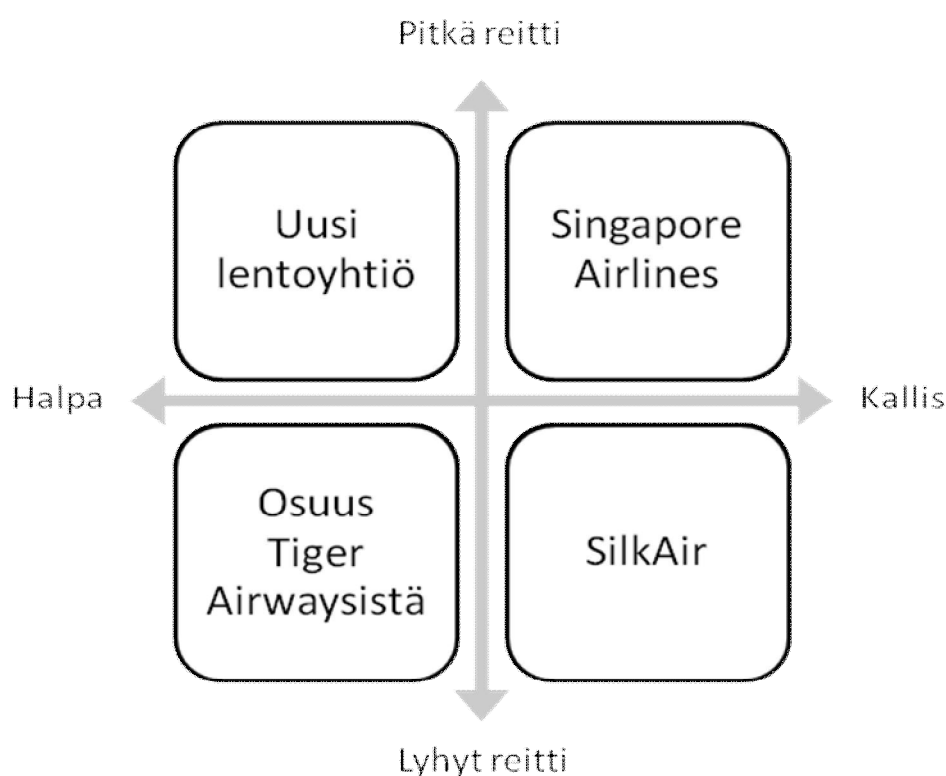 Pitkä reitti
Uusi
lentoyhtiö
Singapore
Airlines
Halpa
Kallis
Osuus
Tiger
Airwaysistä
SilkAir
Lyhyt reitti